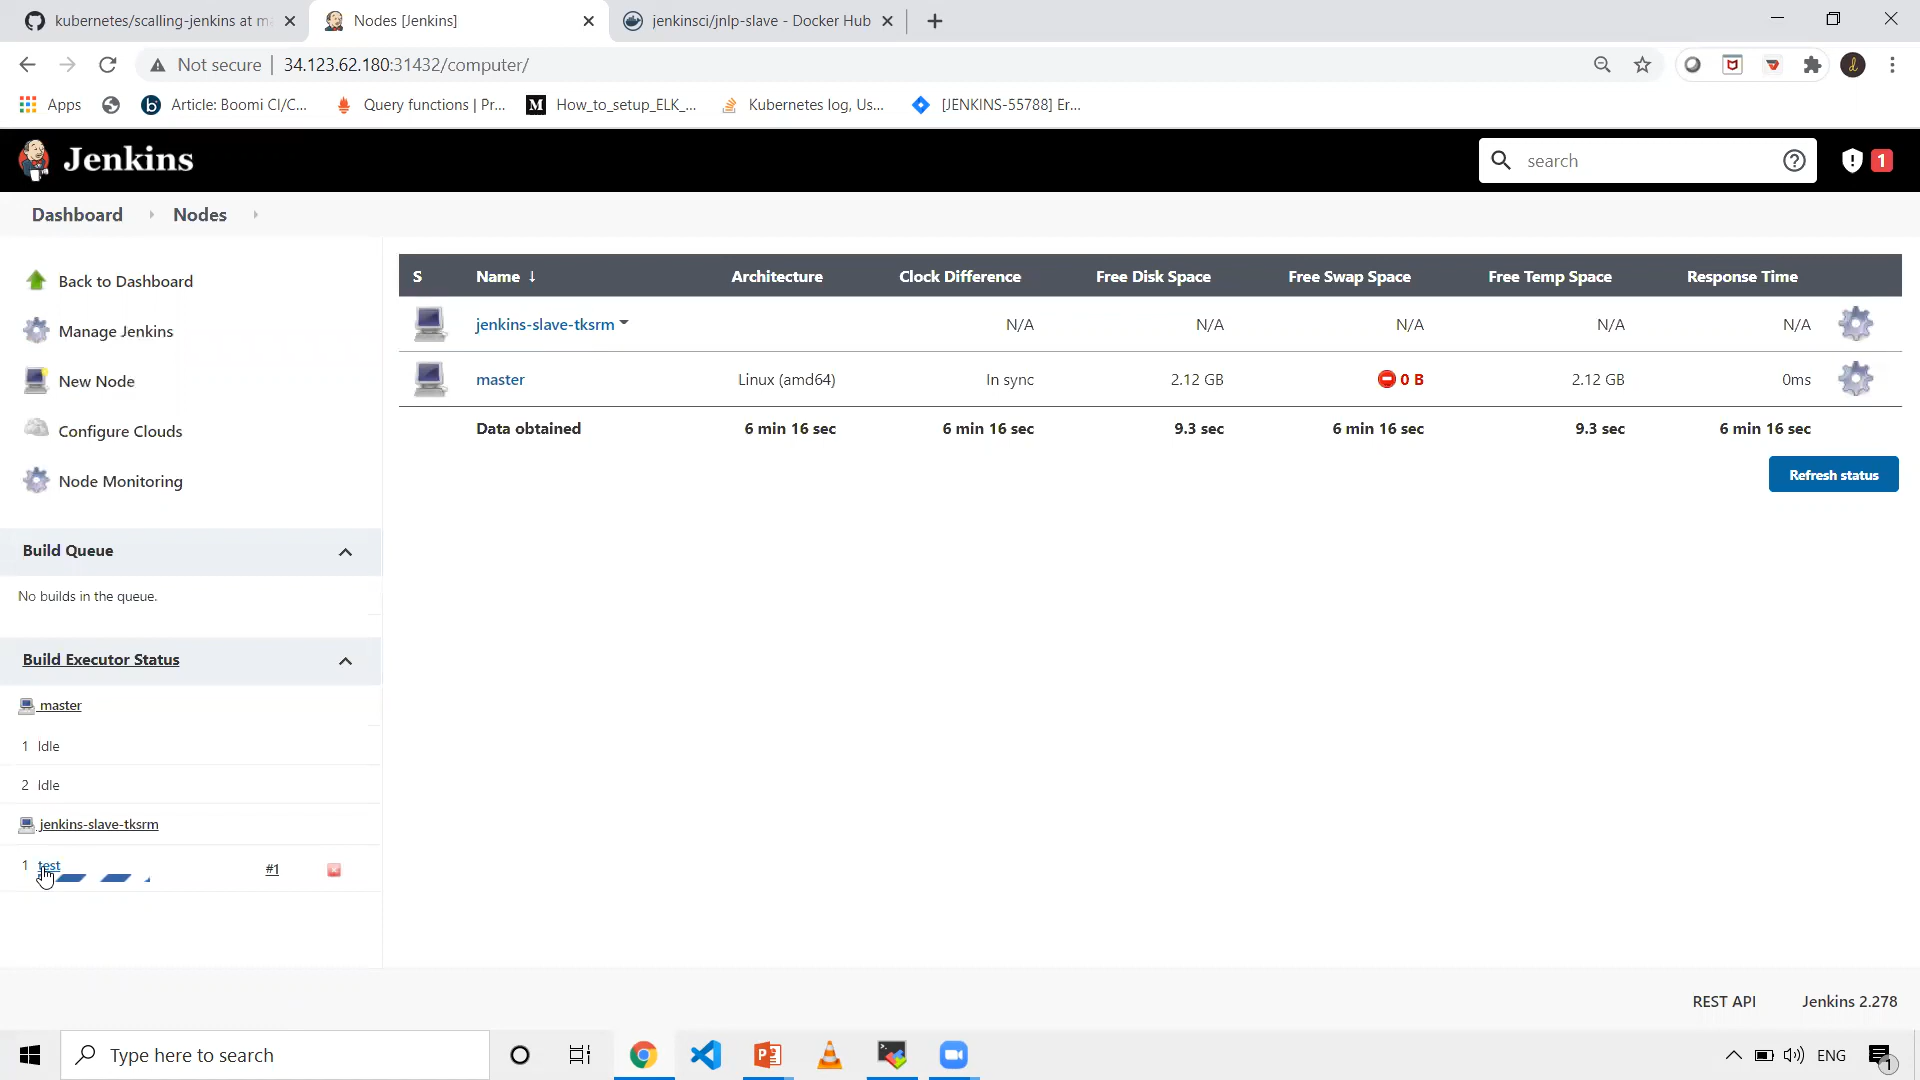 kubernetes/scalling-jenkins at ma
Nodes [Jenkins]
jenkinsci/jnlp-slave - Docker Hub
Not secure
34.123.62.180:31432/computer/
d
Apps
Article: Boomi CI/C...
Query functions | Pr...
How_to_setup_ELK_...
Kubernetes log, Us...
[JENKINS-55788] Er...
Jenkins
search
1
Dashboard
Nodes
Back to Dashboard
Manage Jenkins
New Node
Configure Clouds
Node Monitoring
S Name ↓ Architecture Clock Difference Free Disk Space Free Swap Space Free Temp Space Response Time
jenkins-slave-tksrm N/A N/A N/A N/A N/A
master Linux (amd64) In sync 2.12 GB 0 B 2.12 GB 0ms
Data obtained 6 min 16 sec 6 min 16 sec 9.3 sec 6 min 16 sec 9.3 sec 6 min 16 sec
Refresh status
Build Queue
No builds in the queue.
Build Executor Status
master
1 Idle
2 Idle
jenkins-slave-tksrm
1 test #1
REST API
Jenkins 2.278
Type here to search
ENG
1